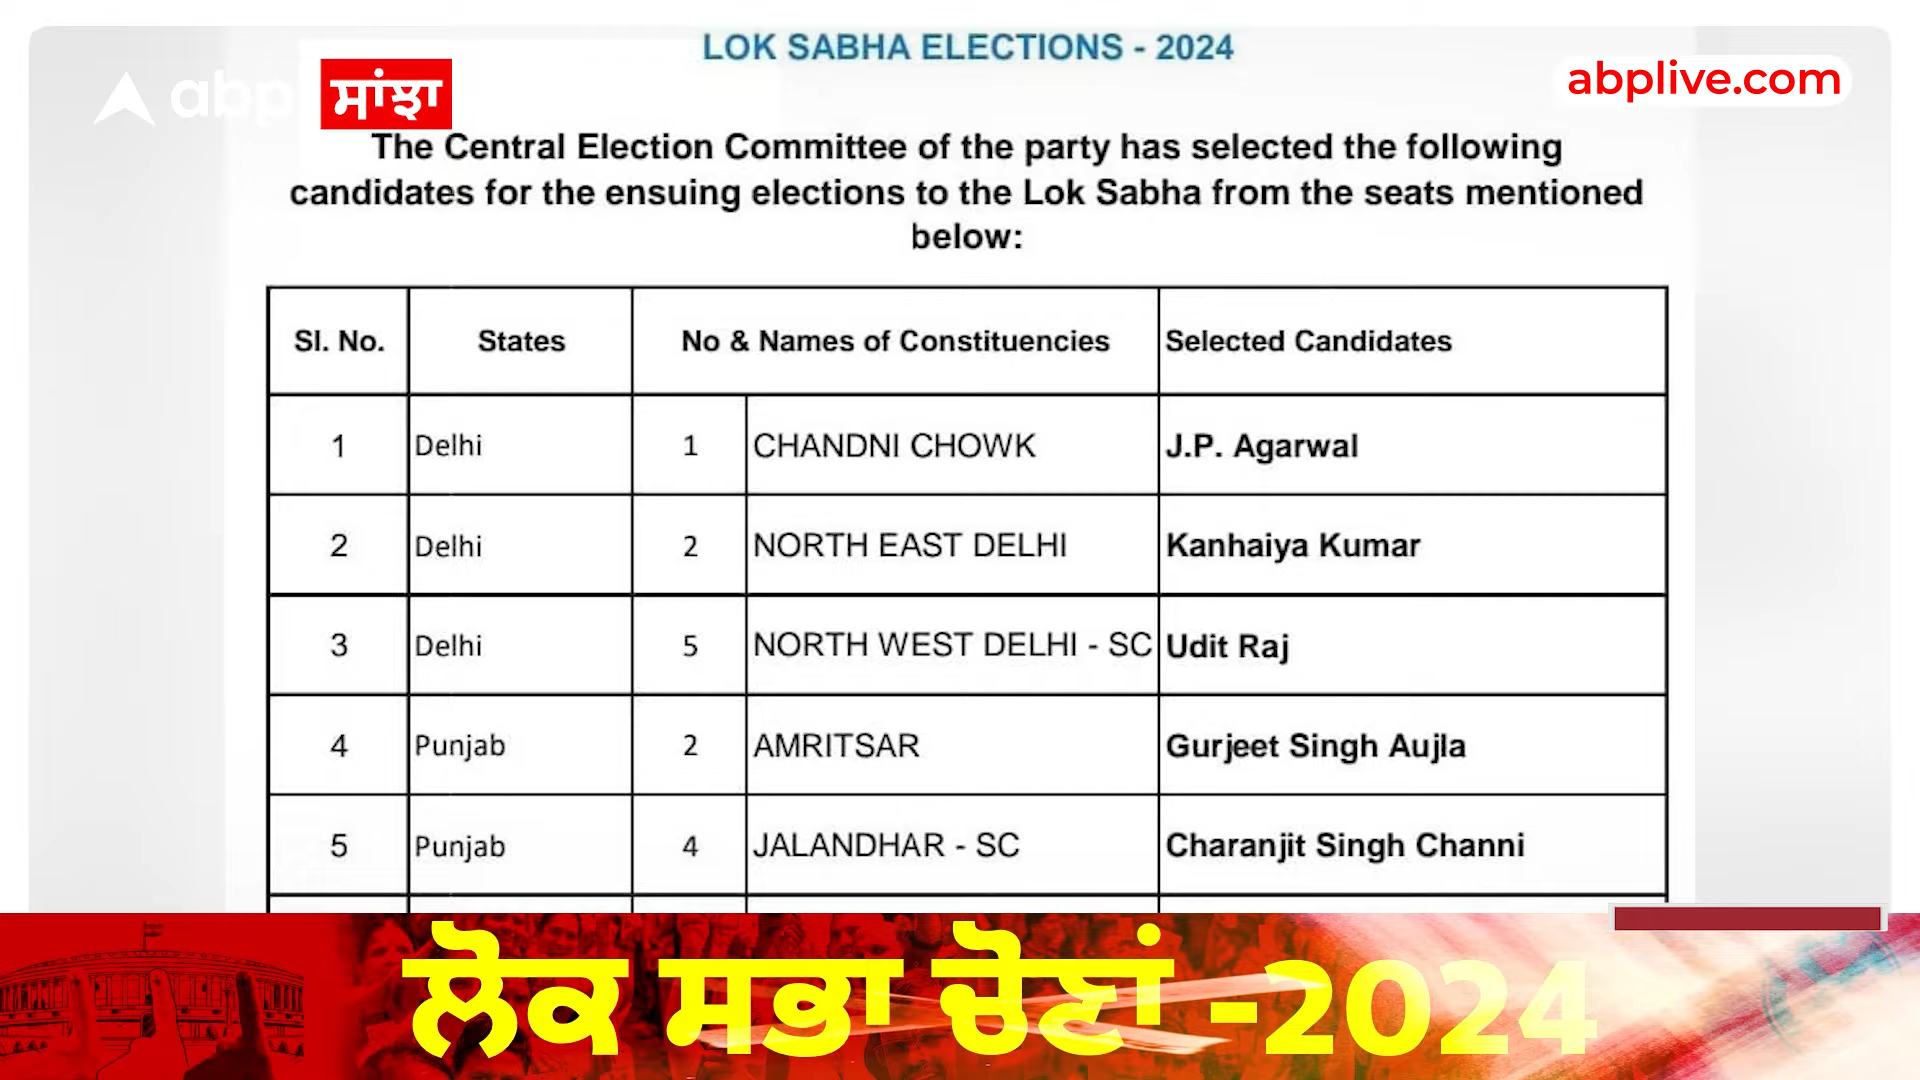 LOK SABHA ELECTIONS - 2024
abp ਸਾਂਝਾ
abplive.com
The Central Election Committee of the party has selected the following
candidates for the ensuing elections to the Lok Sabha from the seats mentioned
below:
Sl. No. States No & Names of Constituencies Selected Candidates
1 Delhi 1 CHANDNI CHOWK J.P. Agarwal
2 Delhi 2 NORTH EAST DELHI Kanhaiya Kumar
3 Delhi 5 NORTH WEST DELHI - SC Udit Raj
4 Punjab 2 AMRITSAR Gurjeet Singh Aujla
5 Punjab 4 JALANDHAR - SC Charanjit Singh Channi
ਲੋਕ ਸਭਾ ਚੋਣਾਂ -2024